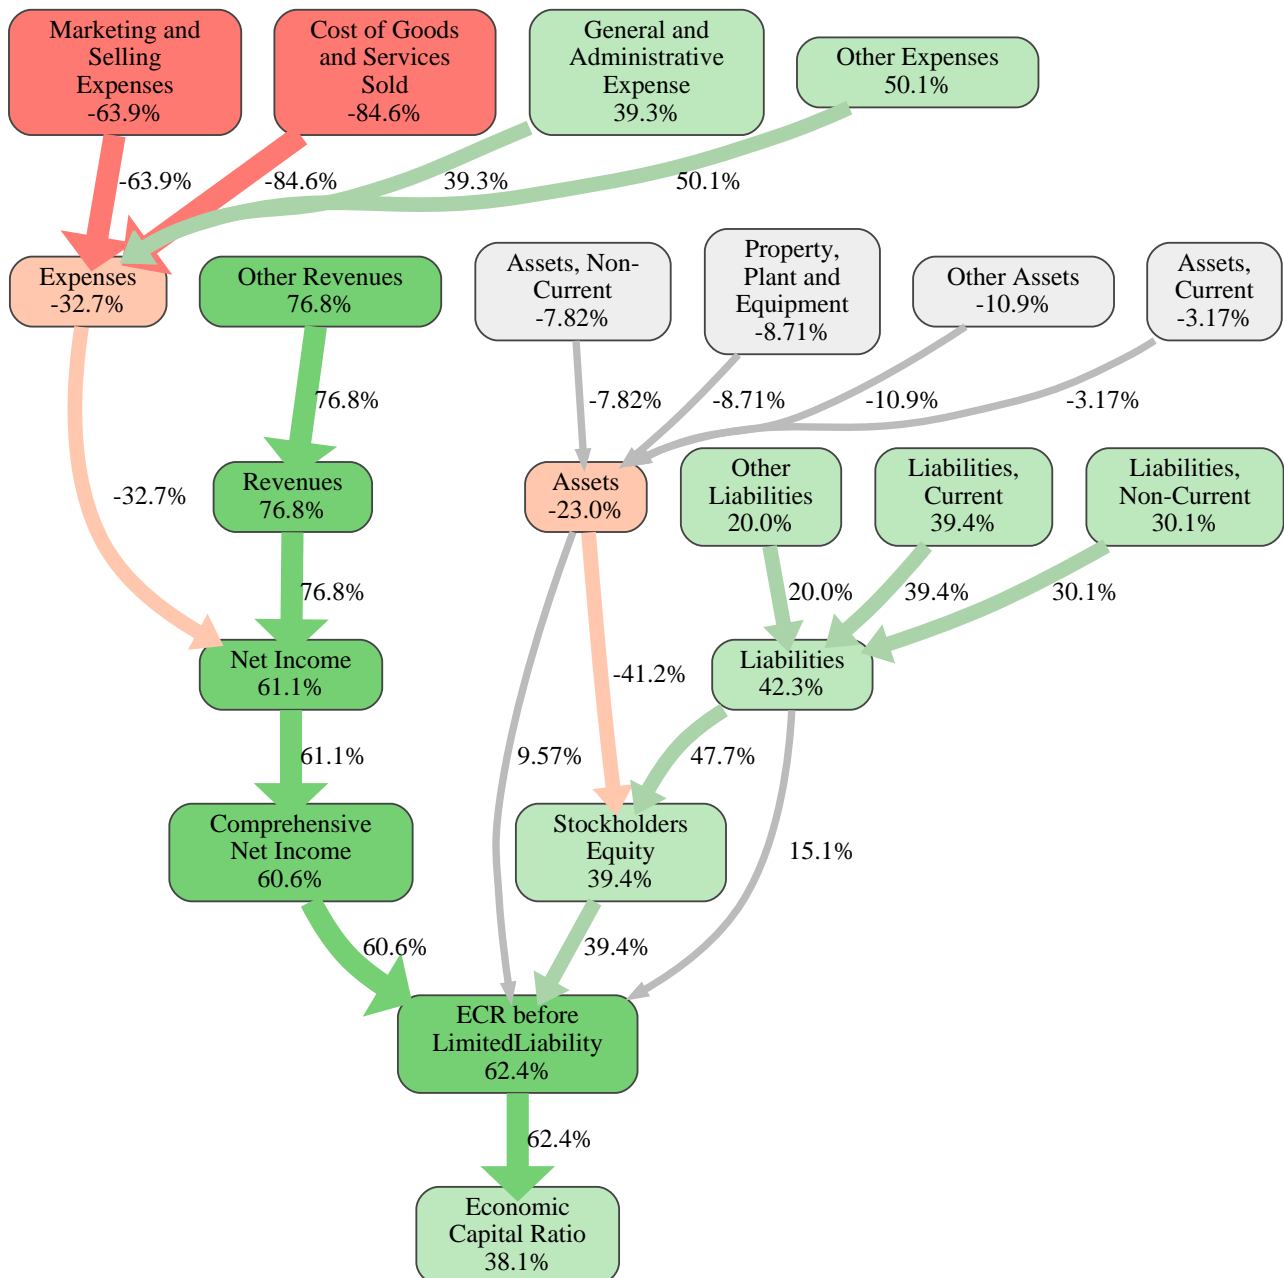 Marketing and
Selling
Expenses
-63.9%
Cost of Goods
and Services
Sold
-84.6%
General and
Administrative
Expense
39.3%
Other Expenses
50.1%
-63.9%
-84.6%
39.3%
50.1%
Expenses
-32.7%
Other Revenues
76.8%
Assets, Non-
Current
-7.82%
Property,
Plant and
Equipment
-8.71%
Other Assets
-10.9%
Assets,
Current
-3.17%
76.8%
-7.82%
-8.71%
-10.9%
-3.17%
-32.7%
Revenues
76.8%
Assets
-23.0%
Other
Liabilities
20.0%
Liabilities,
Current
39.4%
Liabilities,
Non-Current
30.1%
76.8%
20.0%
39.4%
30.1%
Net Income
61.1%
-41.2%
Liabilities
42.3%
61.1%
9.57%
47.7%
Comprehensive
Net Income
60.6%
Stockholders
Equity
39.4%
15.1%
60.6%
39.4%
ECR before
LimitedLiability
62.4%
62.4%
Economic
Capital Ratio
38.1%